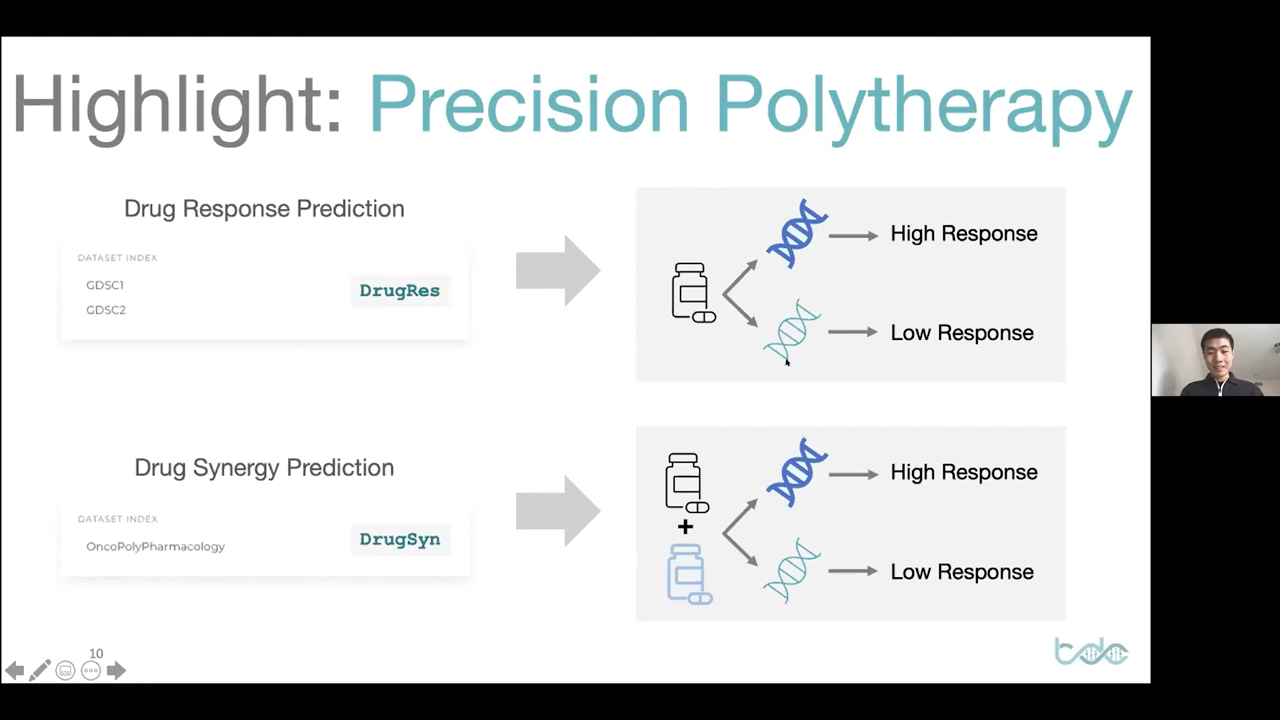 Highlight: Precision Polytherapy
Drug Response Prediction
DATASET INDEX
GDSC1
GDSC2
DrugRes
High Response
Low Response
Drug Synergy Prediction
DATASET INDEX
OncoPolyPharmacology
DrugSyn
+
High Response
Low Response
10
tdc